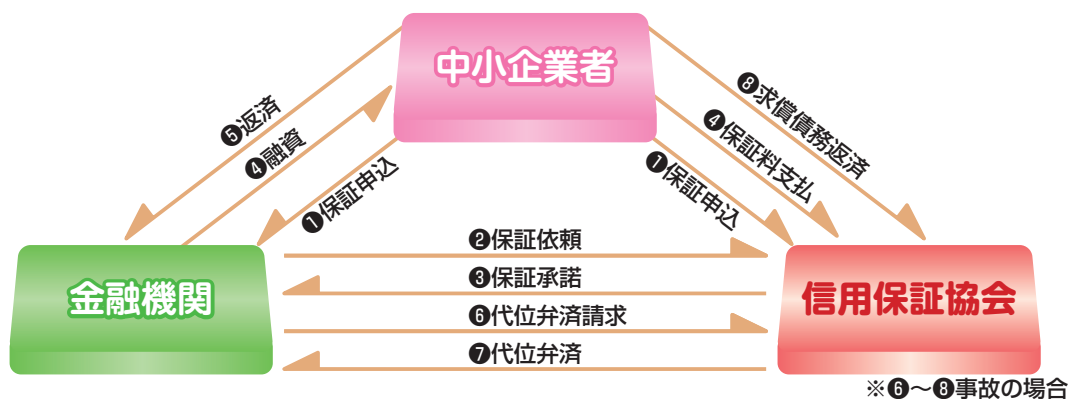 中小企業者
❺返済
❹融資
❶保証申込
❽求償債務返済
❹保証料支払
❶保証申込
❷保証依頼
❸保証承諾
❻代位弁済請求
❼代位弁済
金融機関
信用保証協会
※❻～❽事故の場合